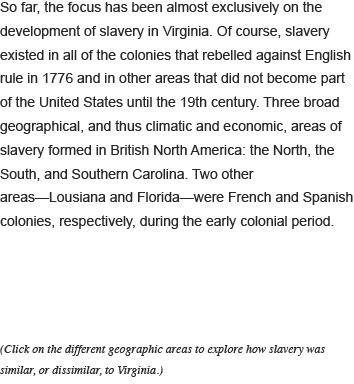 So far, the focus has been almost exclusively on the
development of slavery in Virginia. Of course, slavery
existed in all of the colonies that rebelled against English
rule in 1776 and in other areas that did not become part
of the United States until the 19th century. Three broad
geographical, and thus climatic and economic, areas of
slavery formed in British North America: the North, the
South, and Southern Carolina. Two other
areas—Lousiana and Florida—were French and Spanish
colonies, respectively, during the early colonial period.
(Click on the different geographic areas to explore how slavery was
similar, or dissimilar, to Virginia.)